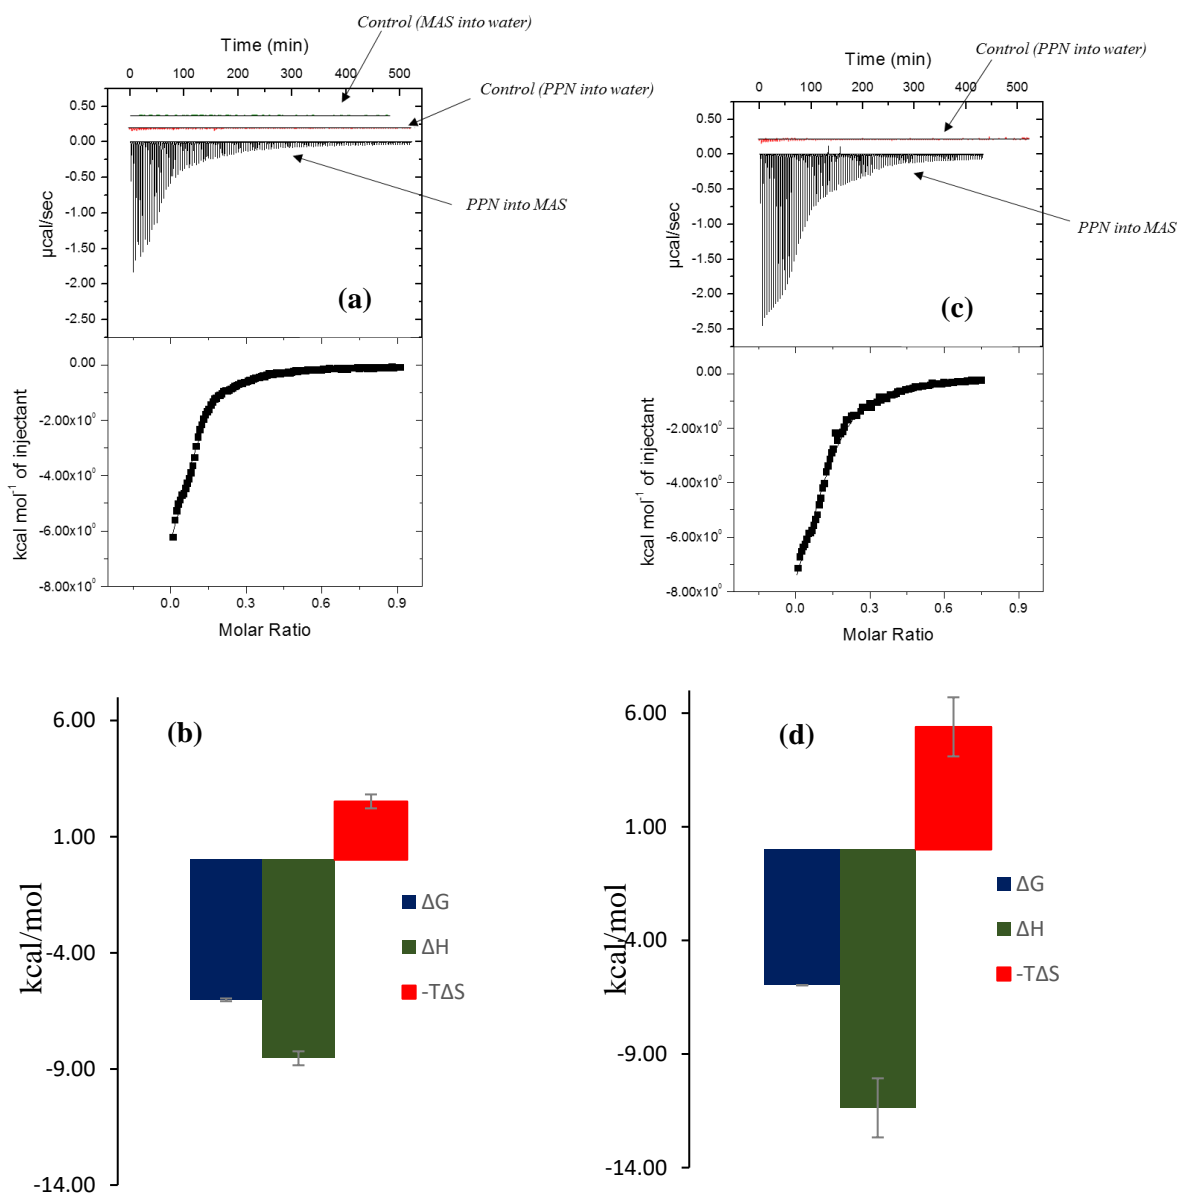 Control (MAS into water)
Time (min)
0 100 200 300 400 500
Control (PPN into water)
0.50
0.00
-0.50
-1.00
-1.50
-2.00
-2.50
µcal/sec
PPN into MAS
(a)
0.00
-2.00x10⁰
-4.00x10⁰
-6.00x10⁰
-8.00x10⁰
kcal mol⁻¹ of injectant
0.0 0.3 0.6 0.9
Molar Ratio
Control (PPN into water)
Time (min)
0 100 200 300 400 500
0.50
0.00
-0.50
-1.00
-1.50
-2.00
-2.50
µcal/sec
PPN into MAS
(c)
0.00
-2.00x10⁰
-4.00x10⁰
-6.00x10⁰
-8.00x10⁰
kcal mol⁻¹ of injectant
0.0 0.3 0.6 0.9
Molar Ratio
(b)
6.00
1.00
-4.00
-9.00
-14.00
kcal/mol
ΔG
ΔH
-TΔS
(d)
6.00
1.00
-4.00
-9.00
-14.00
kcal/mol
ΔG
ΔH
-TΔS